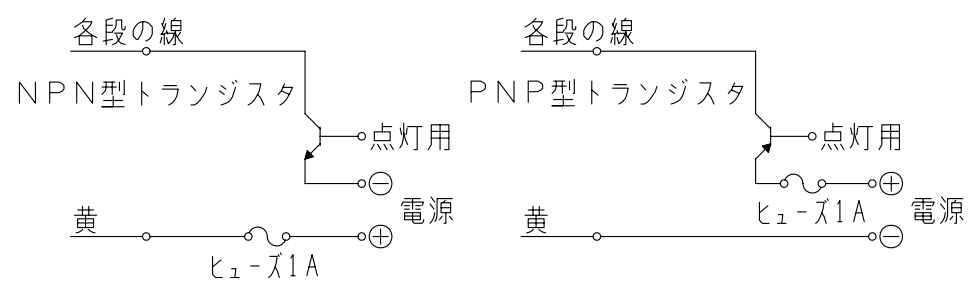 各段の線
NPN型トランジスタ
点灯用
−
電源
黄
+
ヒューズ1A
各段の線
PNP型トランジスタ
点灯用
+
ヒューズ1A
電源
黄
−